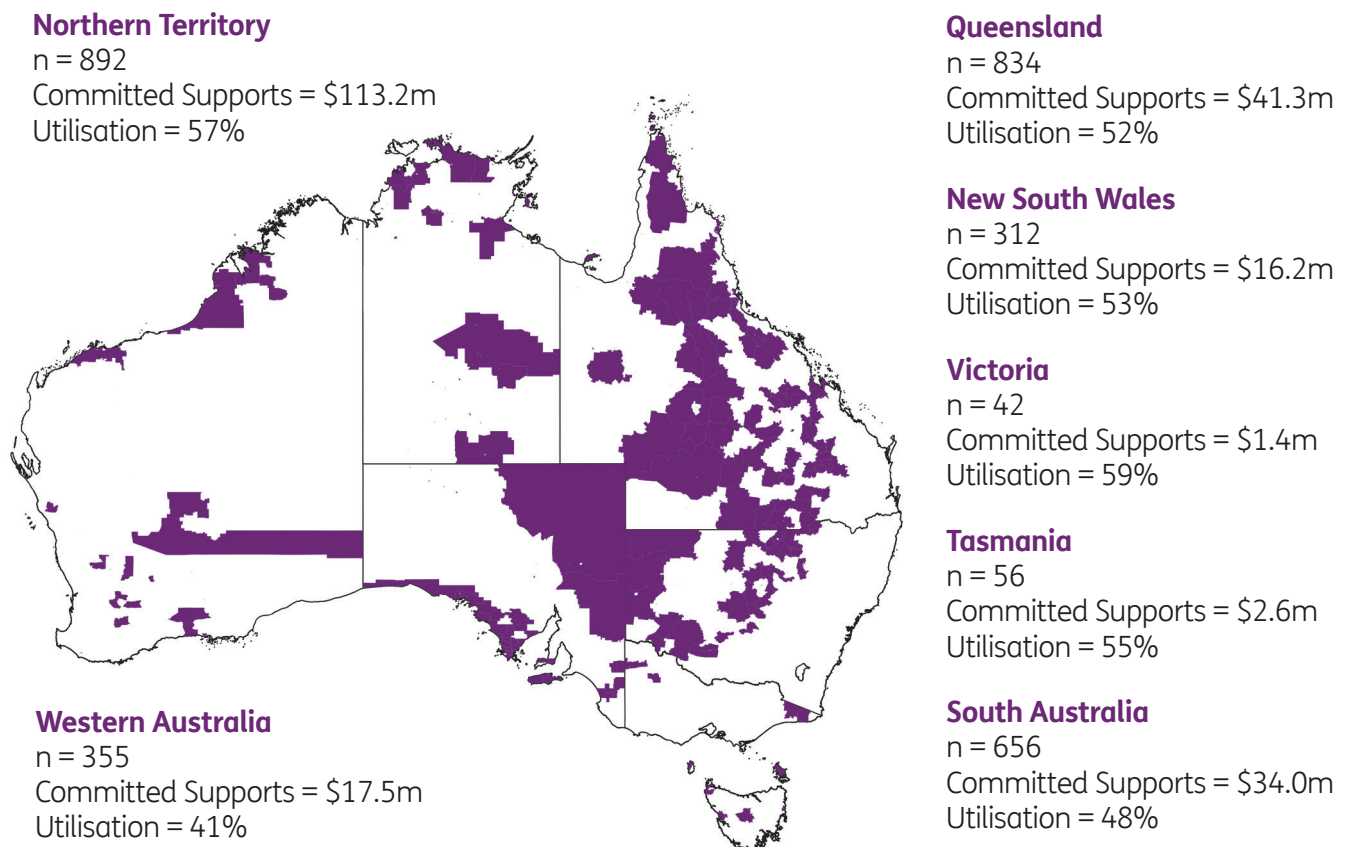 Northern Territory
n = 892
Committed Supports = $113.2m
Utilisation = 57%
Queensland
n = 834
Committed Supports = $41.3m
Utilisation = 52%
New South Wales
n = 312
Committed Supports = $16.2m
Utilisation = 53%
Victoria
n = 42
Committed Supports = $1.4m
Utilisation = 59%
Tasmania
n = 56
Committed Supports = $2.6m
Utilisation = 55%
Western Australia
n = 355
Committed Supports = $17.5m
Utilisation = 41%
South Australia
n = 656
Committed Supports = $34.0m
Utilisation = 48%